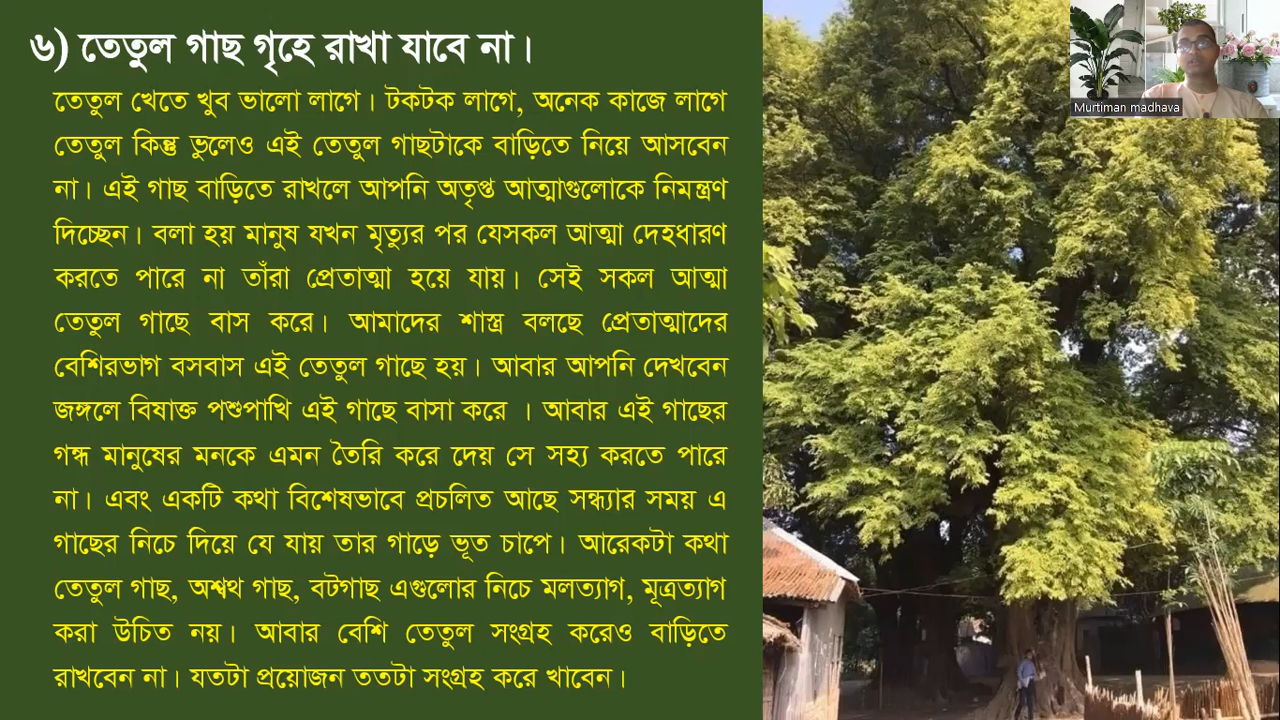 ৬) তেতুল গাছ গৃহে রাখা যাবে না।
তেতুল খেতে খুব ভালো লাগে। টকটক লাগে, অনেক কাজে লাগে
তেতুল কিন্তু ভুলেও এই তেতুল গাছটাকে বাড়িতে নিয়ে আসবেন
না। এই গাছ বাড়িতে রাখলে আপনি অতৃপ্ত আত্মাগুলোকে নিমন্ত্রণ
দিচ্ছেন। বলা হয় মানুষ যখন মৃত্যুর পর যেসকল আত্মা দেহধারণ
করতে পারে না তাঁরা প্রেতাত্মা হয়ে যায়। সেই সকল আত্মা
তেতুল গাছে বাস করে। আমাদের শাস্ত্র বলছে প্রেতাত্মাদের
বেশিরভাগ বসবাস এই তেতুল গাছে হয়। আবার আপনি দেখবেন
জঙ্গলে বিষাক্ত পশুপাখি এই গাছে বাসা করে । আবার এই গাছের
গন্ধ মানুষের মনকে এমন তৈরি করে দেয় সে সহ্য করতে পারে
না। এবং একটি কথা বিশেষভাবে প্রচলিত আছে সন্ধ্যার সময় এ
গাছের নিচে দিয়ে যে যায় তার গাড়ে ভূত চাপে। আরেকটা কথা
তেতুল গাছ, অশ্বথ গাছ, বটগাছ এগুলোর নিচে মলত্যাগ, মূত্রত্যাগ
করা উচিত নয়। আবার বেশি তেতুল সংগ্রহ করেও বাড়িতে
রাখবেন না। যতটা প্রয়োজন ততটা সংগ্রহ করে খাবেন।
Murtiman madhava